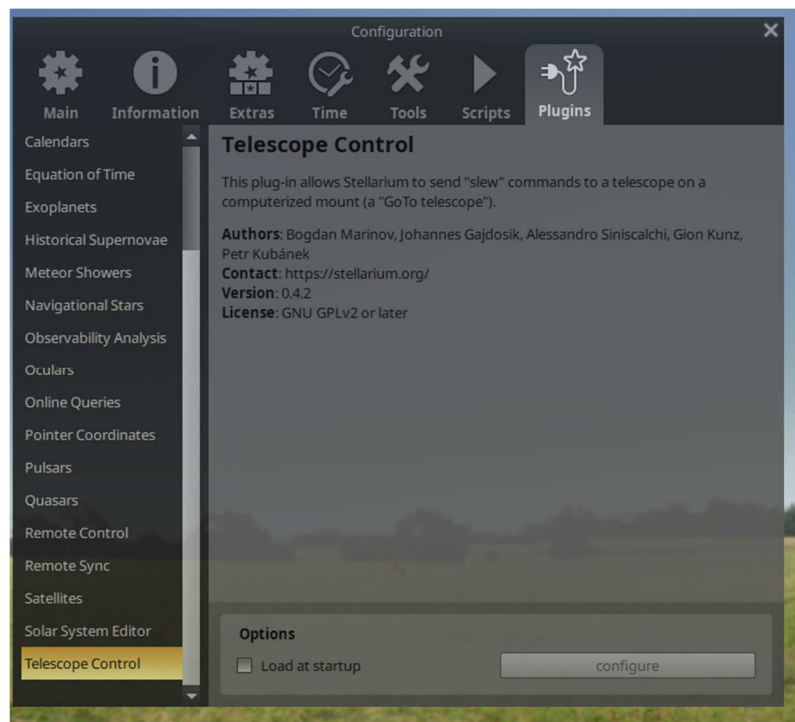 Configuration
Main Information Extras Time Tools Scripts Plugins
Calendars
Equation of Time
Exoplanets
Historical Supernovae
Meteor Showers
Navigational Stars
Observability Analysis
Oculars
Online Queries
Pointer Coordinates
Pulsars
Quasars
Remote Control
Remote Sync
Satellites
Solar System Editor
Telescope Control
Telescope Control
This plug-in allows Stellarium to send "slew" commands to a telescope on a
computerized mount (a "GoTo telescope").
Authors: Bogdan Marinov, Johannes Gajdosik, Alessandro Siniscalchi, Gion Kunz,
Petr Kubánek
Contact: https://stellarium.org/
Version: 0.4.2
License: GNU GPLv2 or later
Options
Load at startup
configure